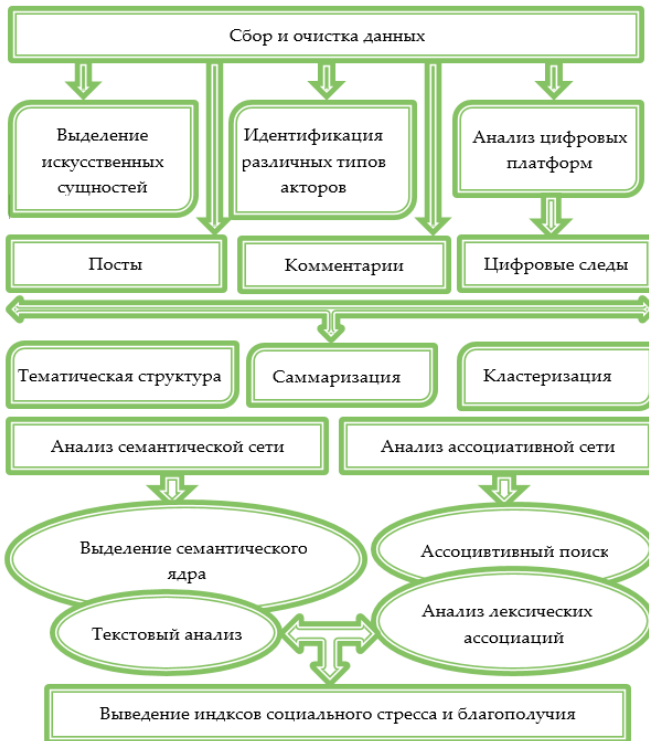 Сбор и очистка данных
Выделение
искусственных
сущностей
Идентификация
различных типов
акторов
Анализ цифровых
платформ
Посты
Комментарии
Цифровые следы
Тематическая структура
Саммаризация
Кластеризация
Анализ семантической сети
Анализ ассоциативной сети
Выделение семантического
ядра
Ассоцивтивный поиск
Текстовый анализ
Анализ лексических
ассоциаций
Выведение индксов социального стресса и благополучия